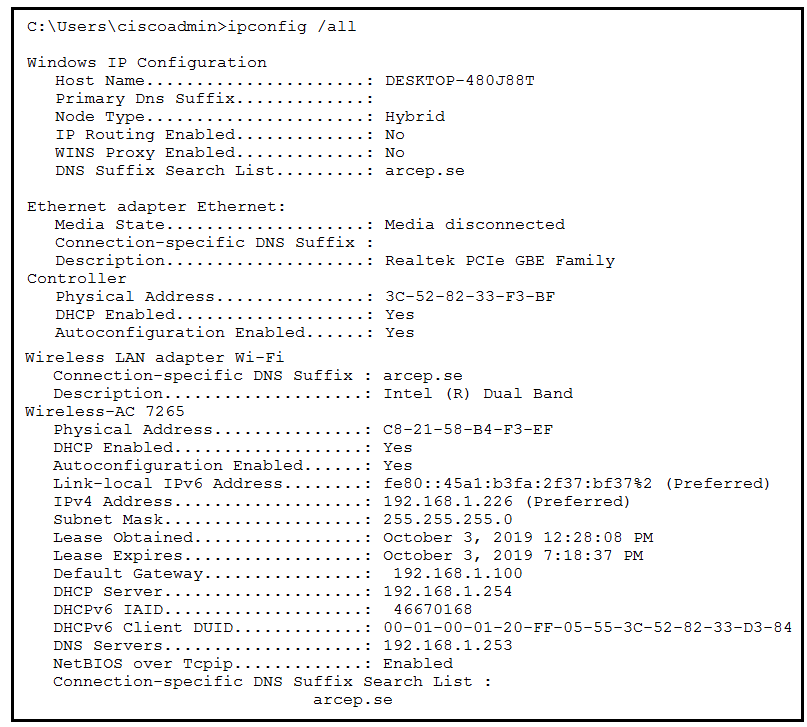 C:\Users\ciscoadmin>ipconfig /all
Windows IP Configuration
Host Name......................: DESKTOP-480J88T
Primary Dns Suffix.............:
Node Type......................: Hybrid
IP Routing Enabled.............: No
WINS Proxy Enabled.............: No
DNS Suffix Search List.........: arcep.se
Ethernet adapter Ethernet:
Media State....................: Media disconnected
Connection-specific DNS Suffix :
Description....................: Realtek PCIe GBE Family
Controller
Physical Address...............: 3C-52-82-33-F3-BF
DHCP Enabled...................: Yes
Autoconfiguration Enabled......: Yes
Wireless LAN adapter Wi-Fi
Connection-specific DNS Suffix : arcep.se
Description....................: Intel (R) Dual Band
Wireless-AC 7265
Physical Address...............: C8-21-58-B4-F3-EF
DHCP Enabled...................: Yes
Autoconfiguration Enabled......: Yes
Link-local IPv6 Address........: fe80::45a1:b3fa:2f37:bf37%2 (Preferred)
IPv4 Address...................: 192.168.1.226 (Preferred)
Subnet Mask....................: 255.255.255.0
Lease Obtained.................: October 3, 2019 12:28:08 PM
Lease Expires..................: October 3, 2019 7:18:37 PM
Default Gateway................: 192.168.1.100
DHCP Server....................: 192.168.1.254
DHCPv6 IAID....................: 46670168
DHCPv6 Client DUID.............: 00-01-00-01-20-FF-05-55-3C-52-82-33-D3-84
DNS Servers....................: 192.168.1.253
NetBIOS over Tcpip.............: Enabled
Connection-specific DNS Suffix Search List :
arcep.se